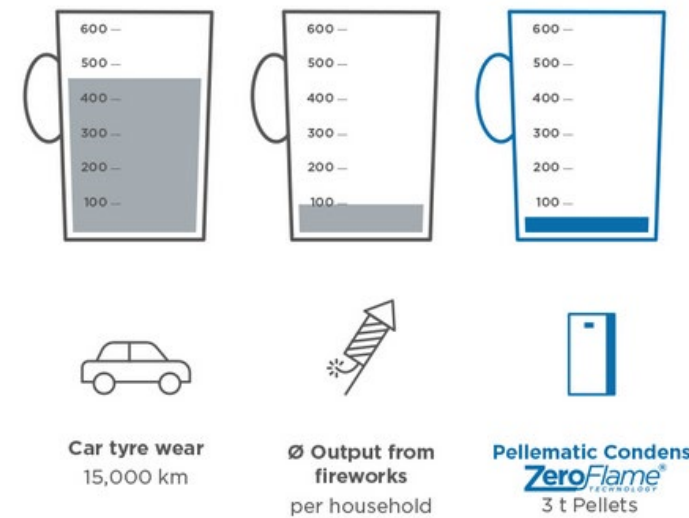 600 —
500 —
400 —
300 —
200 —
100 —
600 —
500 —
400 —
300 —
200 —
100 —
600 —
500 —
400 —
300 —
200 —
100 —
Car tyre wear
15,000 km
Ø Output from
fireworks
per household
Pellematic Condens
ZeroFlame®
TECHNOLOGY
3 t Pellets